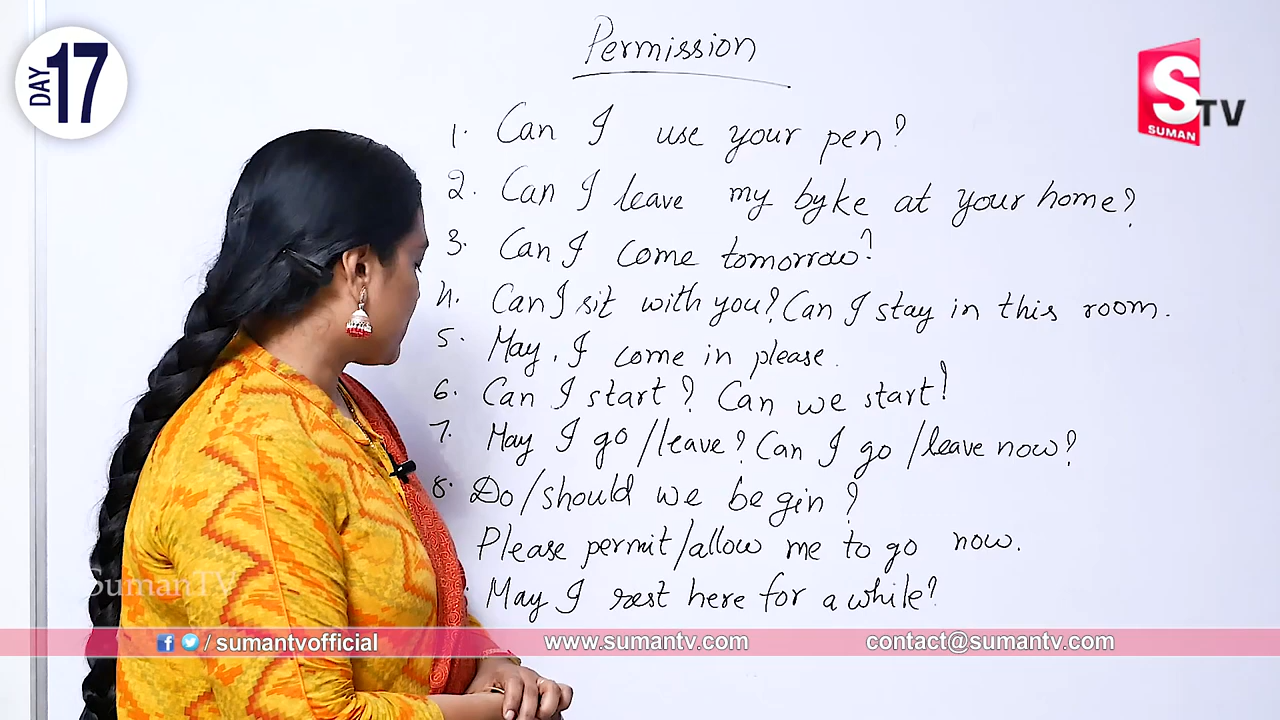 DAY 17
Permission
S TV
SUMAN
1. Can I use your pen?
2. Can I leave my byke at your home?
3. Can I come tomorrow?
4. Can I sit with you? Can I stay in this room.
5. May I come in please.
6. Can I start? Can we start?
7. May I go/leave? Can I go/leave now?
8. Do/should we begin?
Please permit/allow me to go now.
May I rest here for a while?
SumanTV
/sumantvofficial
www.sumantv.com
contact@sumantv.com